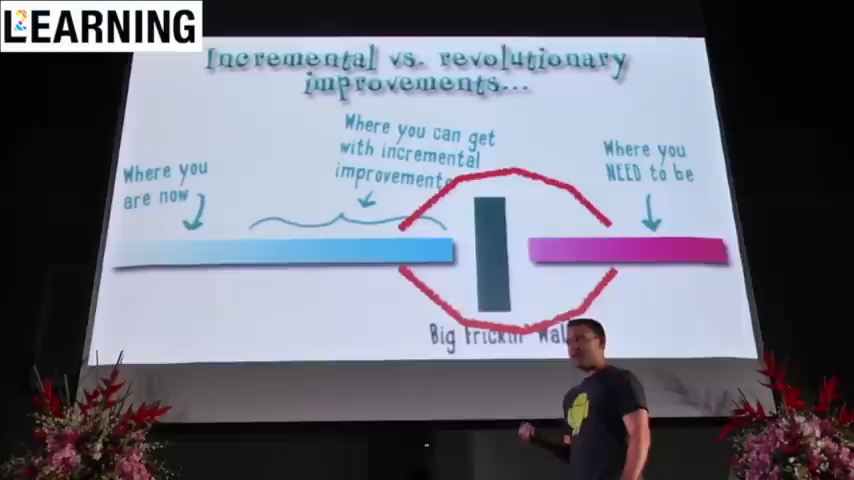 LEARNING
Incremental vs. revolutionary
improvements...
Where you can get
with incremental
improvements
Where you
are now
Where you
NEED to be
Big Frickin' Wall